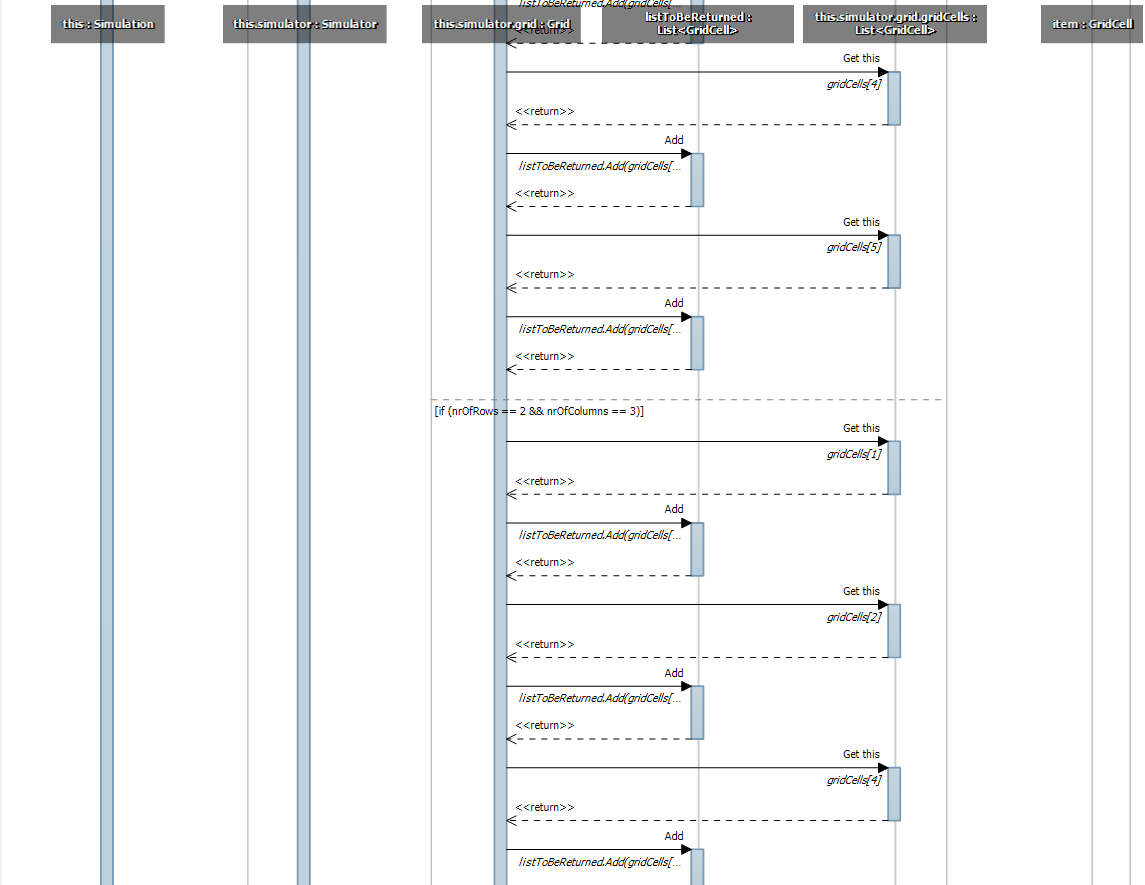 listToBeReturned.Add(gridCells[...
this : Simulation
this.simulator : Simulator
this.simulator.grid : Grid
listToBeReturned :
List<GridCell>
this.simulator.grid.gridCells :
List<GridCell>
item : GridCell
<<return>>
Get this
gridCells[4]
<<return>>
Add
listToBeReturned.Add(gridCells[...
<<return>>
Get this
gridCells[5]
<<return>>
Add
listToBeReturned.Add(gridCells[...
<<return>>
[if (nrOfRows == 2 && nrOfColumns == 3)]
Get this
gridCells[1]
<<return>>
Add
listToBeReturned.Add(gridCells[...
<<return>>
Get this
gridCells[2]
<<return>>
Add
listToBeReturned.Add(gridCells[...
<<return>>
Get this
gridCells[4]
<<return>>
Add
listToBeReturned.Add(gridCells[...